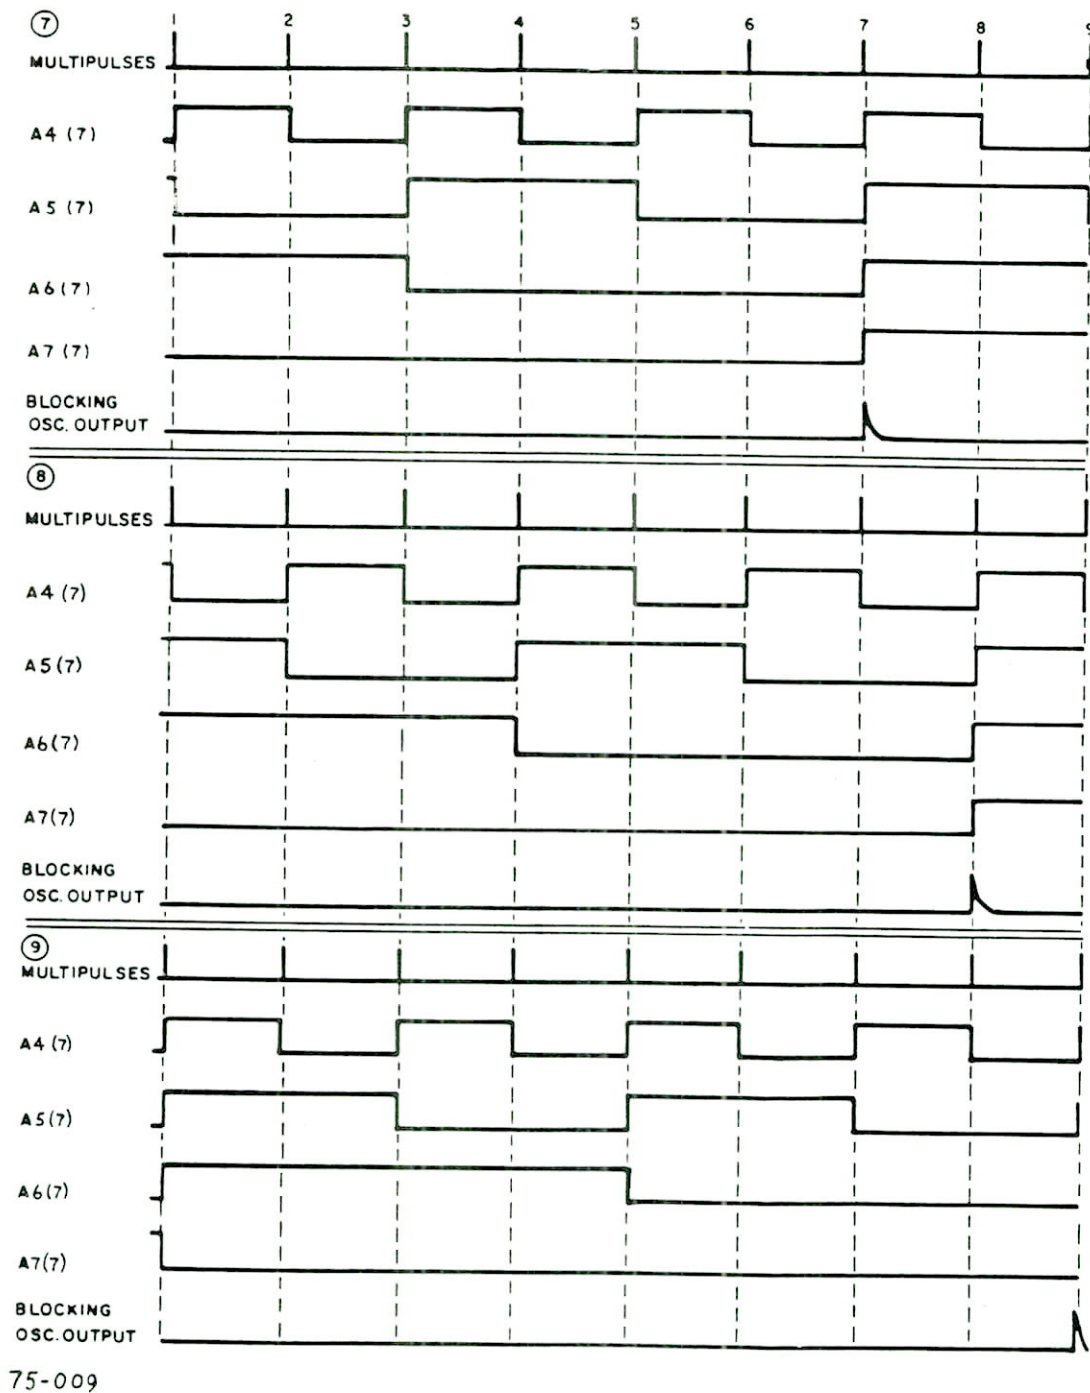 ⑦
2 3 4 5 6 7 8 9
MULTIPULSES
A4 (7)
A5 (7)
A6 (7)
A7 (7)
BLOCKING
OSC. OUTPUT
⑧
MULTIPULSES
A4 (7)
A5 (7)
A6 (7)
A7 (7)
BLOCKING
OSC. OUTPUT
⑨
MULTIPULSES
A4 (7)
A5 (7)
A6 (7)
A7 (7)
BLOCKING
OSC. OUTPUT
75-009